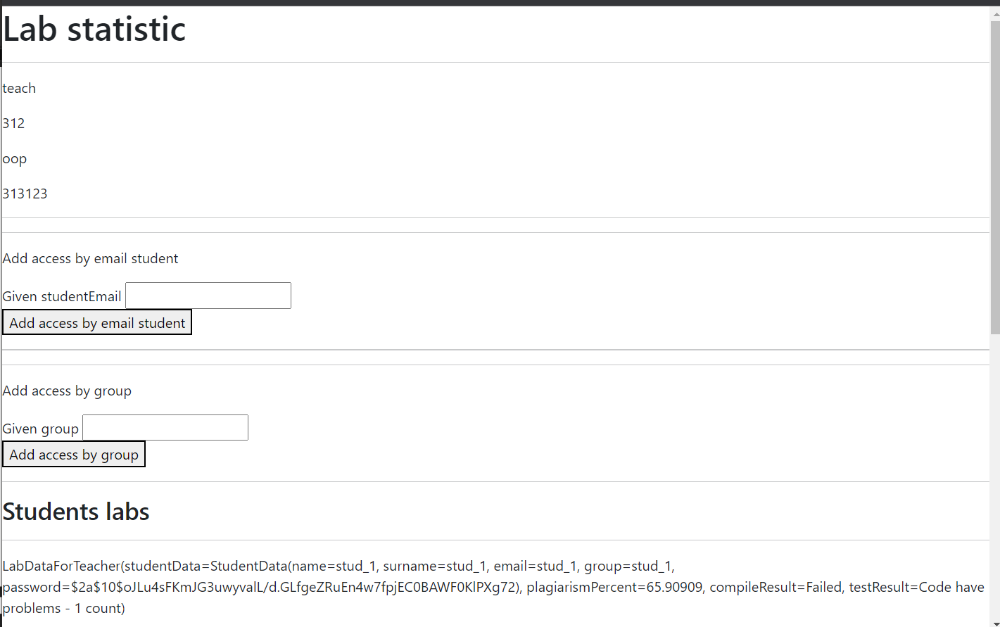 Lab statistic
teach
312
oop
313123
Add access by email student
Given studentEmail
Add access by email student
Add access by group
Given group
Add access by group
Students labs
LabDataForTeacher(studentData=StudentData(name=stud_1, surname=stud_1, email=stud_1, group=stud_1,
password=$2a$10$oJLu4sFKmJG3uwyvalL/d.GLfgeZRuEn4w7fpjEC0BAWF0KlPXg72), plagiarismPercent=65.90909, compileResult=Failed, testResult=Code have
problems - 1 count)